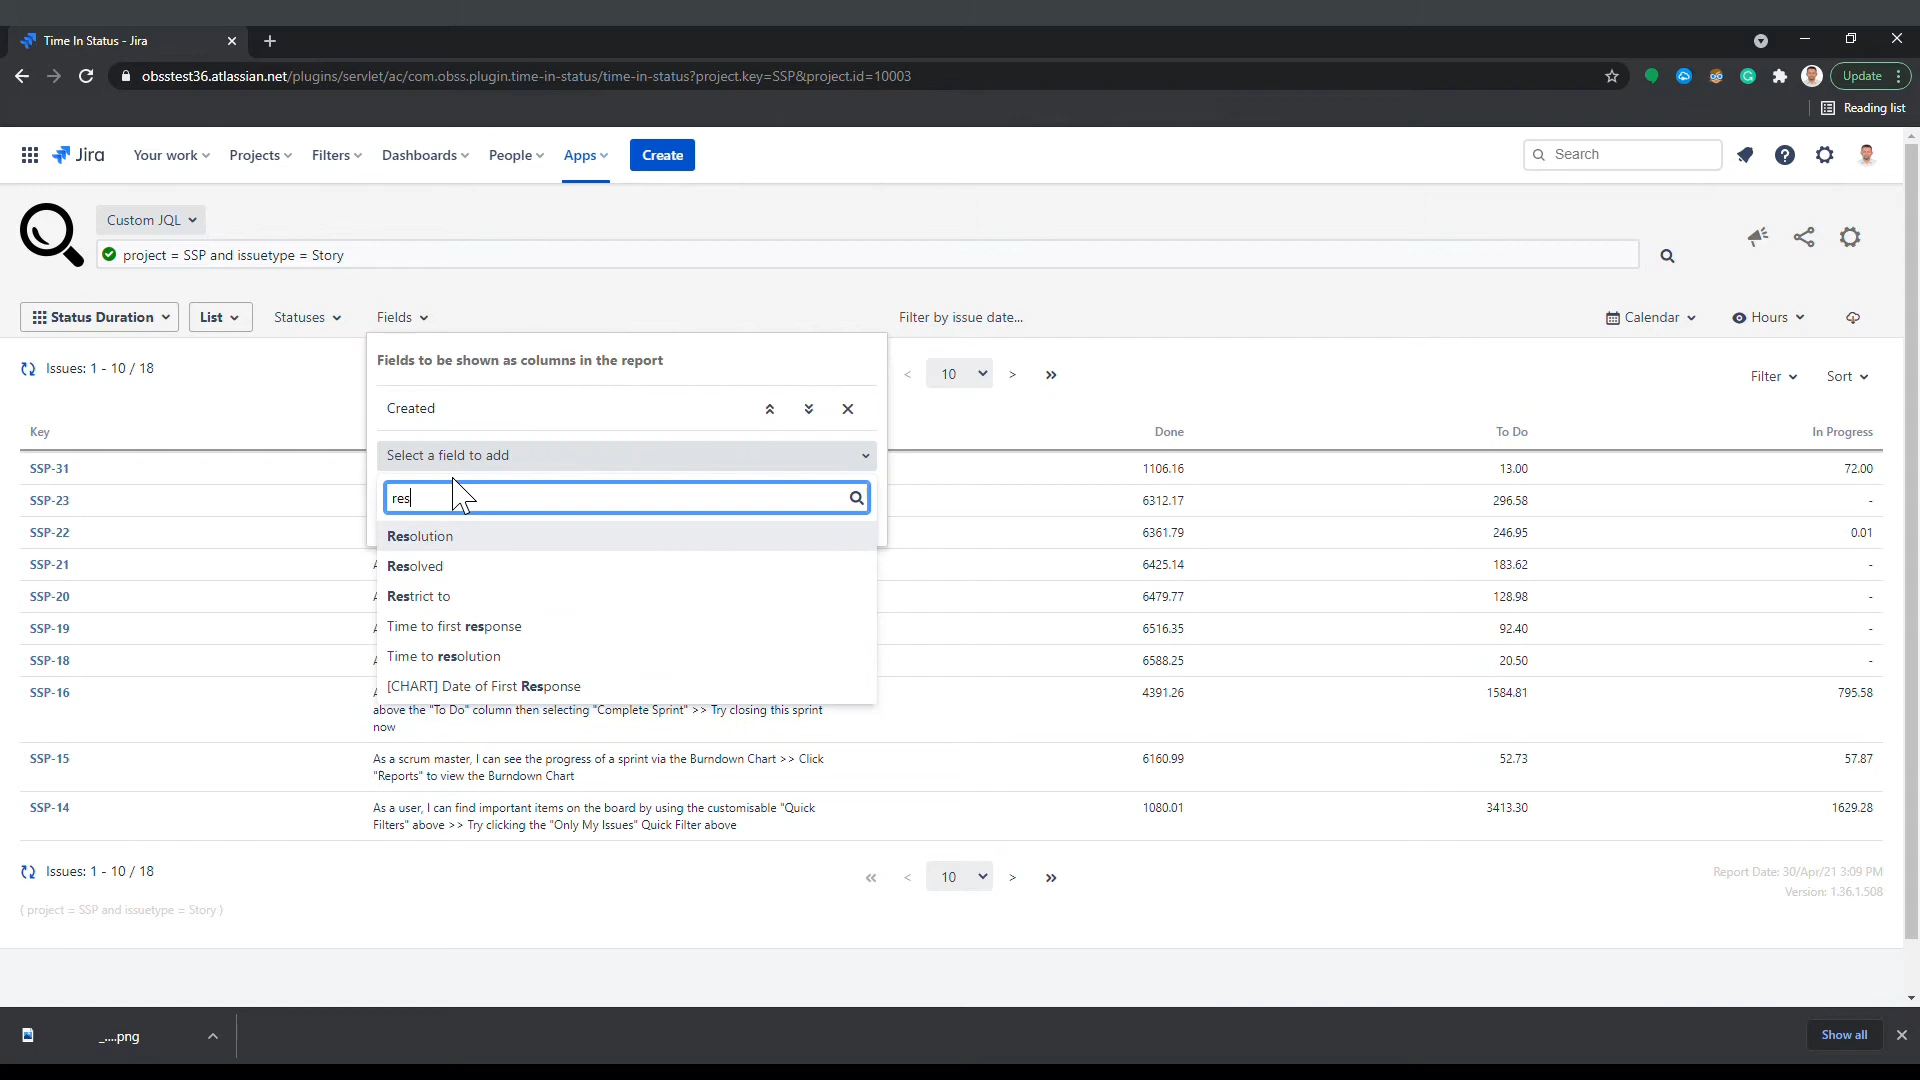 Time In Status - Jira
obsstest36.atlassian.net/plugins/servlet/ac/com.obss.plugin.time-in-status/time-in-status?project.key=SSP&project.id=10003
Update
Reading list
Jira
Your work
Projects
Filters
Dashboards
People
Apps
Create
Search
Custom JQL
project = SSP and issuetype = Story
Status Duration
List
Statuses
Fields
Filter by issue date...
Calendar
Hours
Fields to be shown as columns in the report
Issues: 1 - 10 / 18
< 10 > »
Filter
Sort
Created
Key
Done
To Do
In Progress
Select a field to add
res
Resolution
Resolved
Restrict to
Time to first response
Time to resolution
[CHART] Date of First Response
SSP-31 1106.16 13.00 72.00
SSP-23 6312.17 296.58 -
SSP-22 6361.79 246.95 0.01
SSP-21 6425.14 183.62 -
SSP-20 6479.77 128.98 -
SSP-19 6516.35 92.40 -
SSP-18 6588.25 20.50 -
SSP-16 4391.26 1584.81 795.58
above the "To Do" column then selecting "Complete Sprint" >> Try closing this sprint
now
SSP-15 As a scrum master, I can see the progress of a sprint via the Burndown Chart >> Click 6160.99 52.73 57.87
"Reports" to view the Burndown Chart
SSP-14 As a user, I can find important items on the board by using the customisable "Quick 1080.01 3413.30 1629.28
Filters" above >> Try clicking the "Only My Issues" Quick Filter above
Issues: 1 - 10 / 18
« < 10 > »
Report Date: 30/Apr/21 3:09 PM
Version: 1.36.1.508
( project = SSP and issuetype = Story )
_....png
Show all